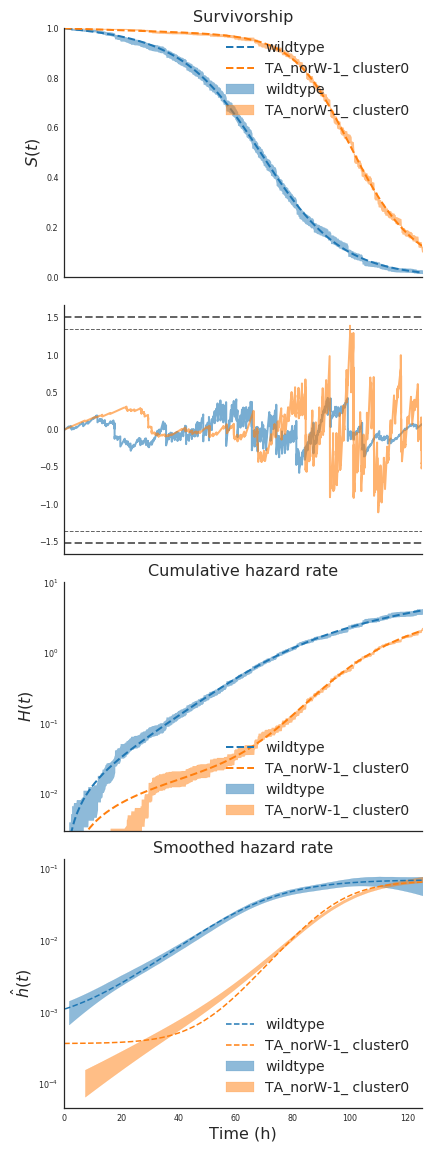 Survivorship
1.0
0.8
0.6
0.4
0.2
0.0
S(t)
wildtype
TA_norW-1_ cluster0
wildtype
TA_norW-1_ cluster0
1.5
1.0
0.5
0.0
−0.5
−1.0
−1.5
Cumulative hazard rate
10¹
10⁰
10⁻¹
10⁻²
H(t)
wildtype
TA_norW-1_ cluster0
wildtype
TA_norW-1_ cluster0
Smoothed hazard rate
10⁻¹
10⁻²
10⁻³
10⁻⁴
ĥ(t)
wildtype
TA_norW-1_ cluster0
wildtype
TA_norW-1_ cluster0
0 20 40 60 80 100 120
Time (h)